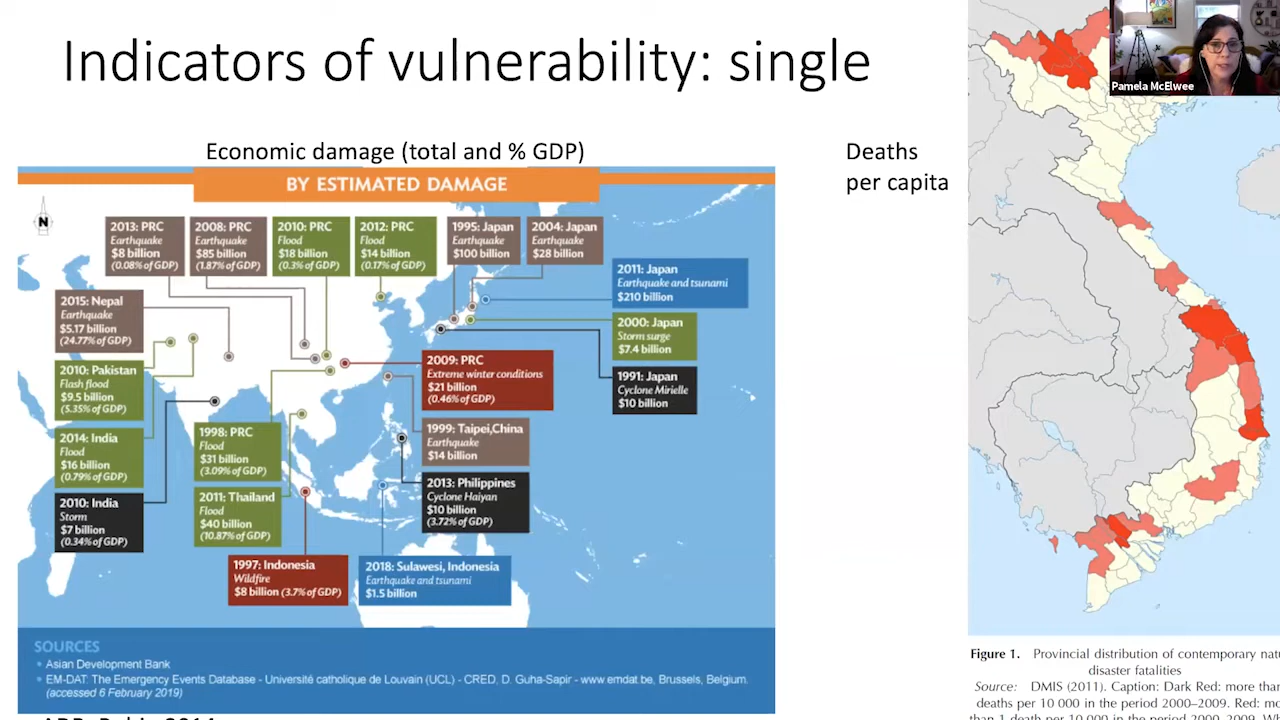 Indicators of vulnerability: single
Pamela McElwee
Economic damage (total and % GDP)
Deaths
per capita
BY ESTIMATED DAMAGE
N
2013: PRC
Earthquake
$8 billion
(0.08% of GDP)
2008: PRC
Earthquake
$85 billion
(1.87% of GDP)
2010: PRC
Flood
$18 billion
(0.3% of GDP)
2012: PRC
Flood
$14 billion
(0.17% of GDP)
1995: Japan
Earthquake
$100 billion
2004: Japan
Earthquake
$28 billion
2011: Japan
Earthquake and tsunami
$210 billion
2015: Nepal
Earthquake
$5.17 billion
(24.77% of GDP)
2000: Japan
Storm surge
$7.4 billion
2010: Pakistan
Flash flood
$9.5 billion
(5.35% of GDP)
2009: PRC
Extreme winter conditions
$21 billion
(0.46% of GDP)
1991: Japan
Cyclone Mirielle
$10 billion
2014: India
Flood
$16 billion
(0.79% of GDP)
1998: PRC
Flood
$31 billion
(3.09% of GDP)
1999: Taipei,China
Earthquake
$14 billion
2010: India
Storm
$7 billion
(0.34% of GDP)
2011: Thailand
Flood
$40 billion
(10.87% of GDP)
2013: Philippines
Cyclone Haiyan
$10 billion
(3.72% of GDP)
1997: Indonesia
Wildfire
$8 billion (3.7% of GDP)
2018: Sulawesi, Indonesia
Earthquake and tsunami
$1.5 billion
SOURCES
• Asian Development Bank
• EM-DAT: The Emergency Events Database - Université catholique de Louvain (UCL) - CRED, D. Guha-Sapir - www.emdat.be, Brussels, Belgium.
(accessed 6 February 2019)
Figure 1. Provincial distribution of contemporary natu
disaster fatalities
Source: DMIS (2011). Caption: Dark Red: more than
deaths per 10 000 in the period 2000–2009. Red: mo
than 1 death per 10 000 in the period 2000–2009.